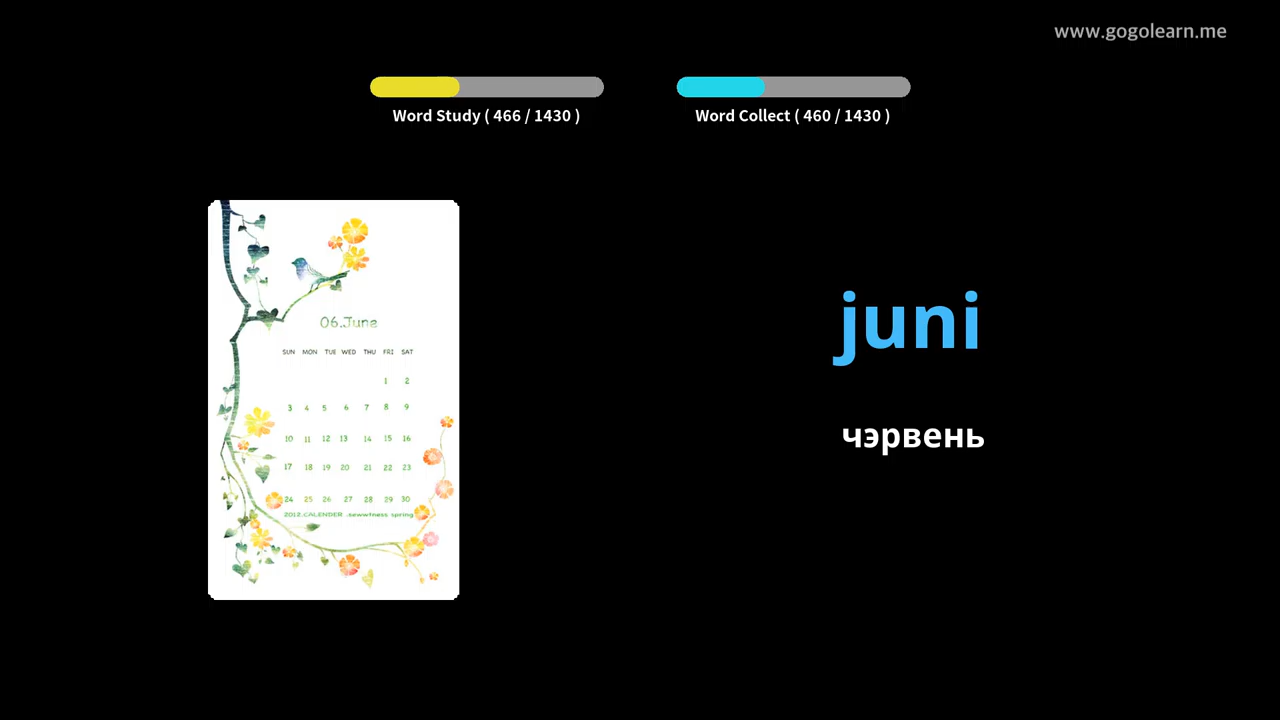 www.gogolearn.me
Word Study ( 466 / 1430 )
Word Collect ( 460 / 1430 )
06.June
SUN MON TUE WED THU FRI SAT
1 2
3 4 5 6 7 8 9
10 11 12 13 14 15 16
17 18 19 20 21 22 23
24 25 26 27 28 29 30
2012.CALENDER .sewwtness spring
juni
чэрвень